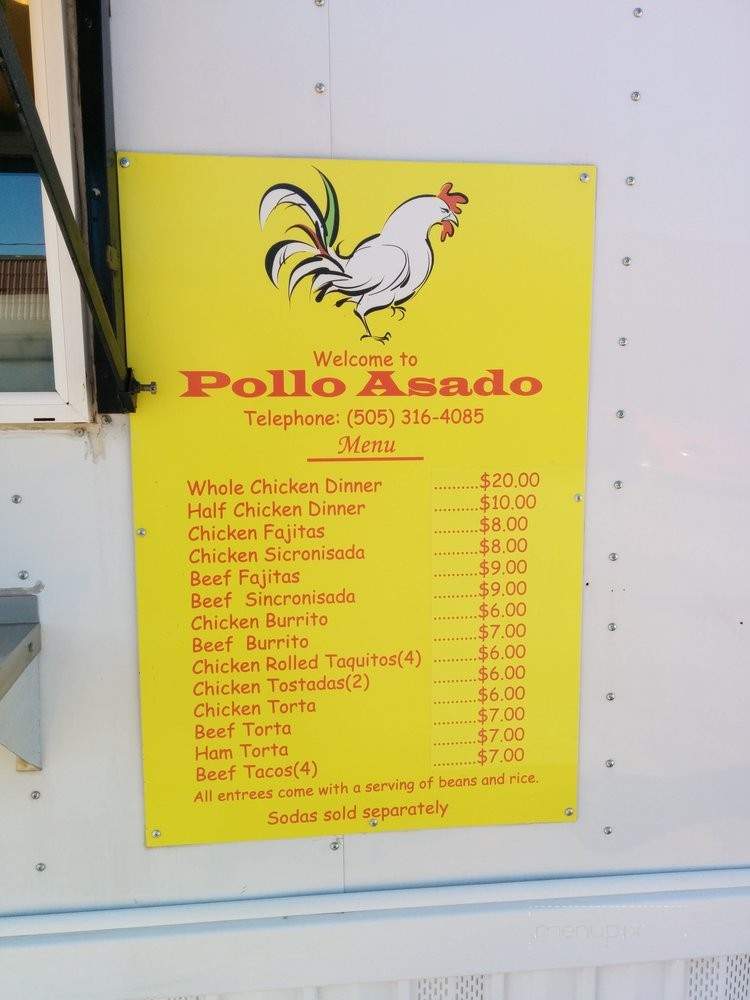 Welcome to
Pollo Asado
Telephone: (505) 316-4085
Menu
Whole Chicken Dinner ..........$20.00
Half Chicken Dinner ..........$10.00
Chicken Fajitas ..........$8.00
Chicken Sicronisada ..........$8.00
Beef Fajitas ..........$9.00
Beef Sincronisada ..........$9.00
Chicken Burrito ..........$6.00
Beef Burrito ..........$7.00
Chicken Rolled Taquitos(4) ..........$6.00
Chicken Tostadas(2) ..........$6.00
Chicken Torta ..........$6.00
Beef Torta ..........$7.00
Ham Torta ..........$7.00
Beef Tacos(4) ..........$7.00
All entrees come with a serving of beans and rice.
Sodas sold separately
menupix